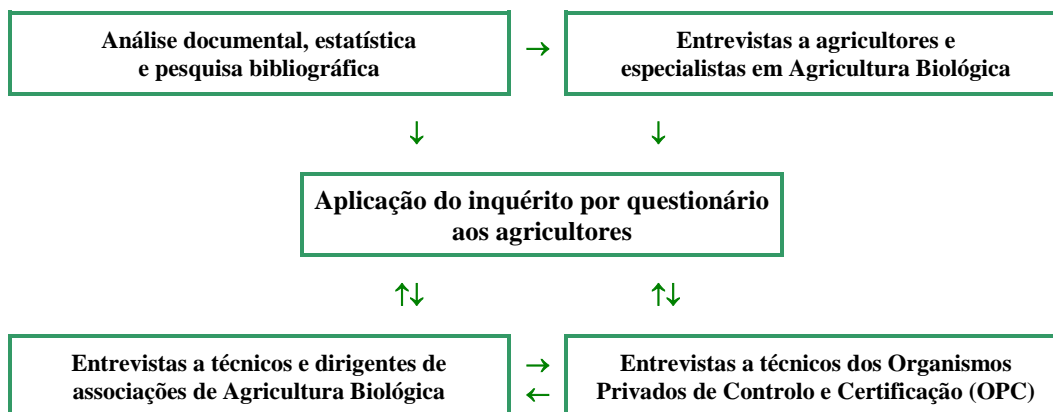 Análise documental, estatística
e pesquisa bibliográfica
→
Entrevistas a agricultores e
especialistas em Agricultura Biológica
↓ ↓
Aplicação do inquérito por questionário
aos agricultores
↑↓ ↑↓
Entrevistas a técnicos e dirigentes de
associações de Agricultura Biológica
→
←
Entrevistas a técnicos dos Organismos
Privados de Controlo e Certificação (OPC)